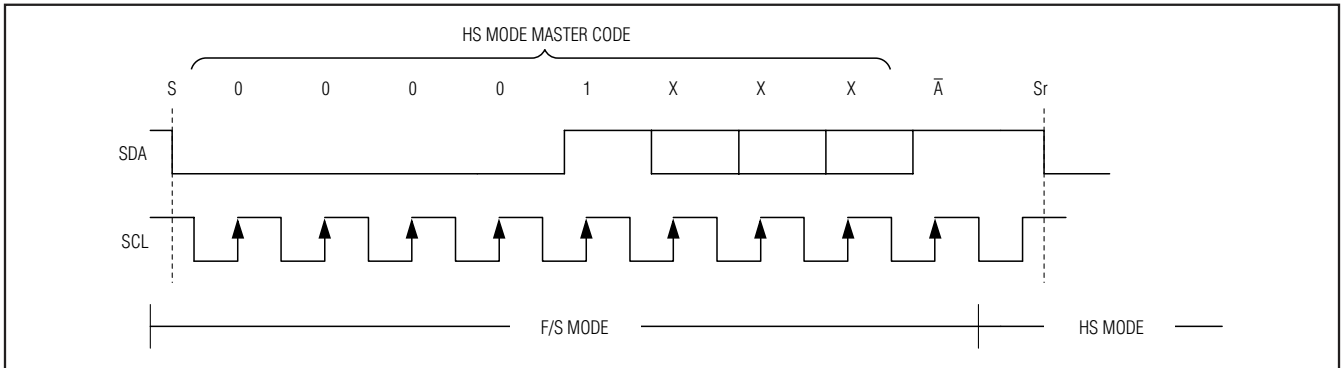 HS MODE MASTER CODE
S 0 0 0 0 1 X X X A̅ Sr
SDA
SCL
F/S MODE HS MODE